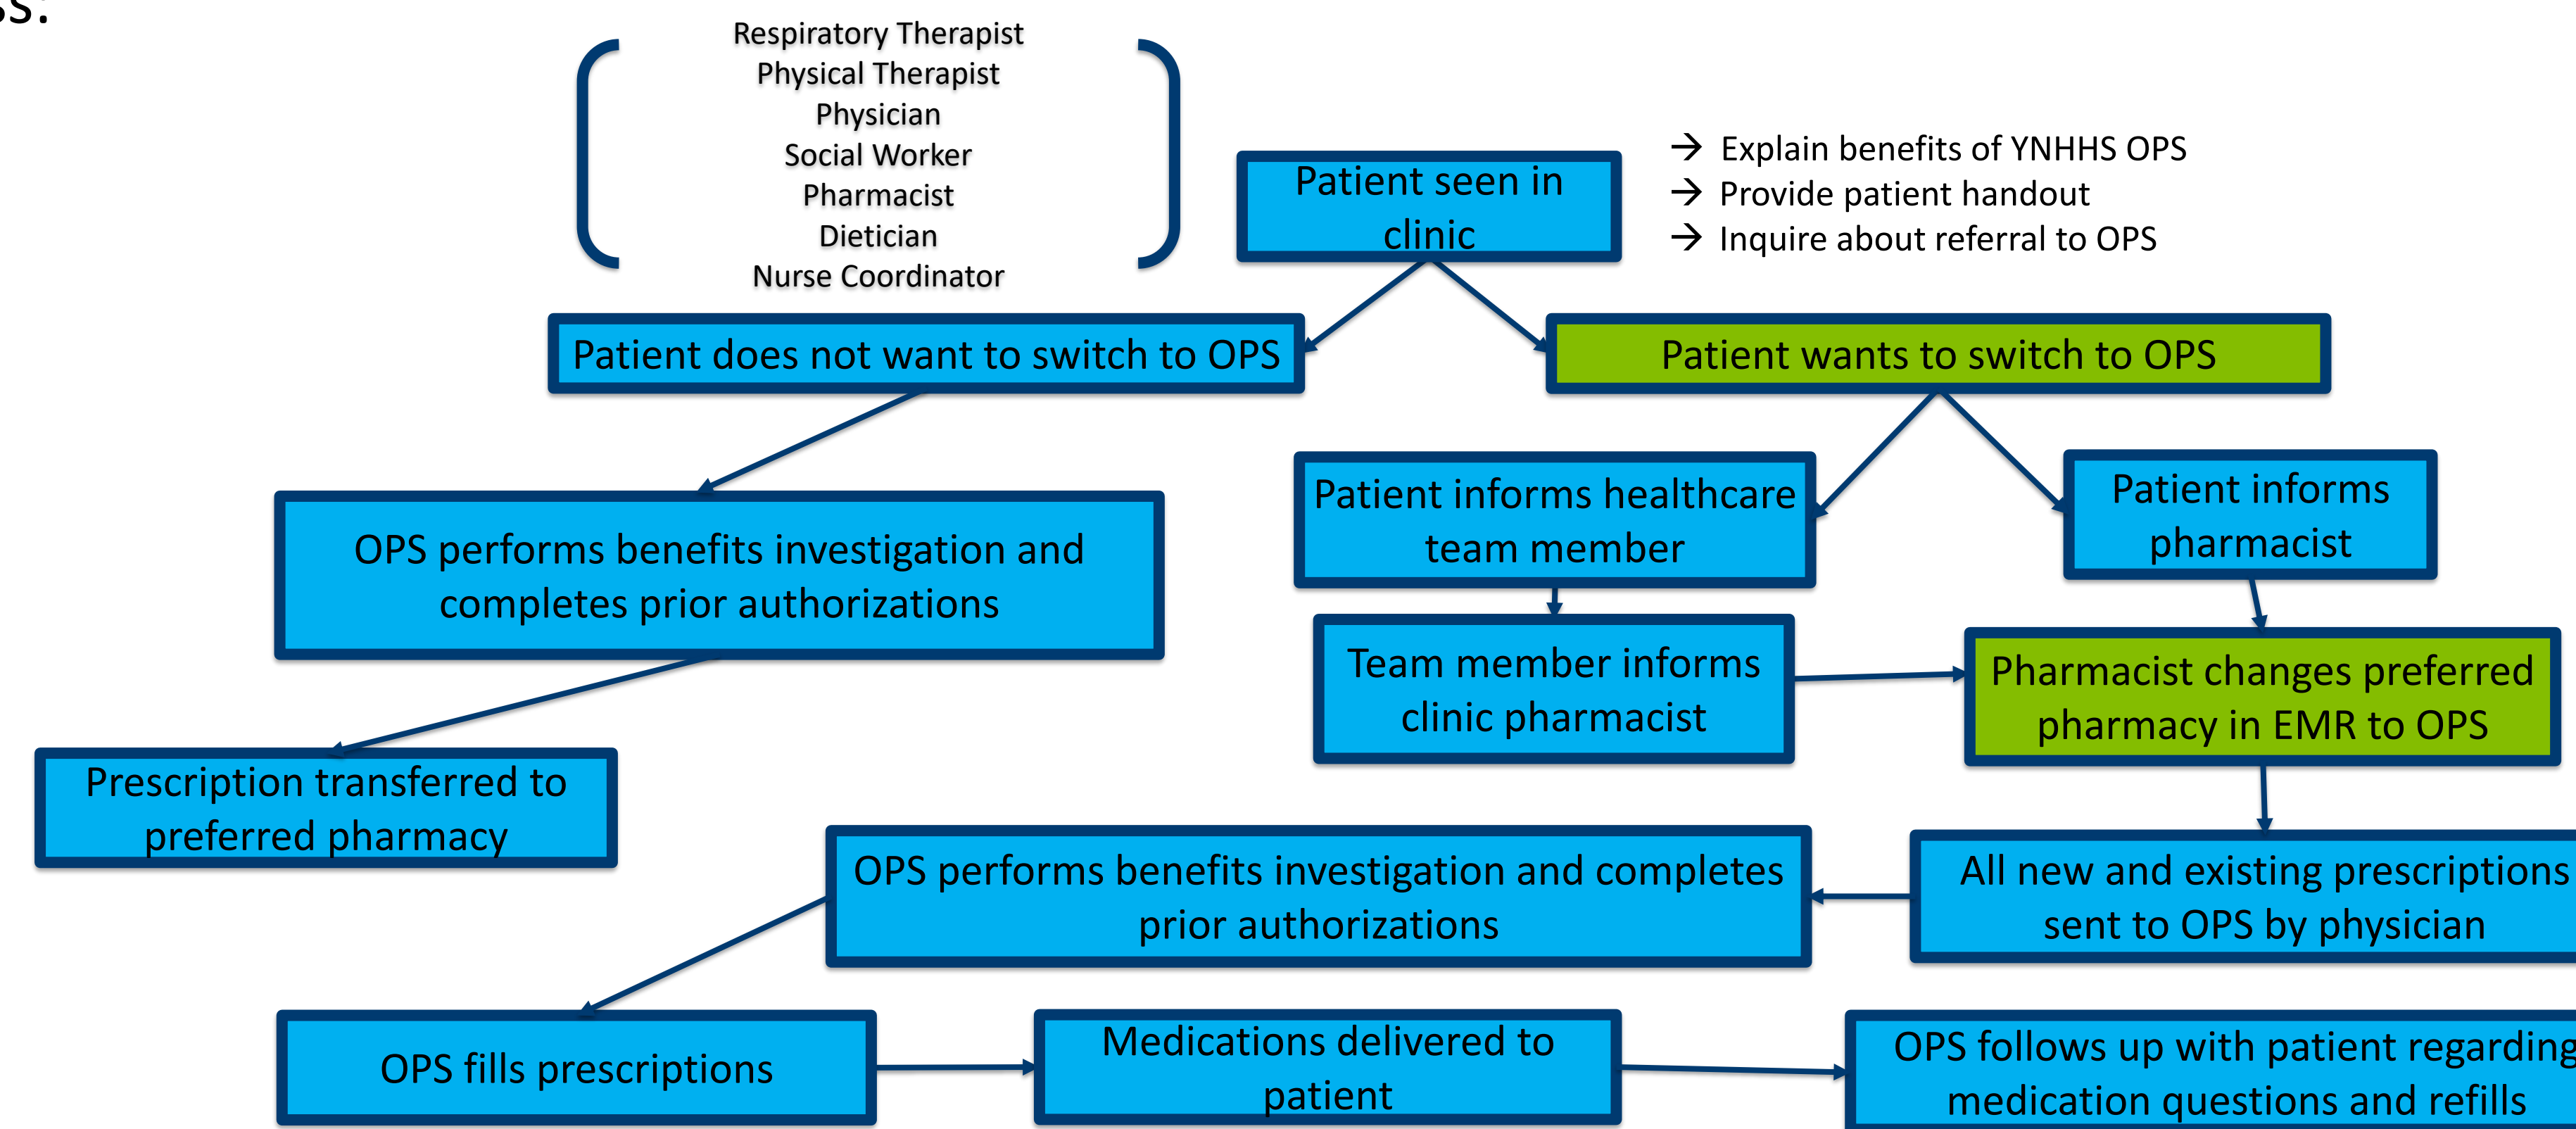 ss:
Respiratory Therapist
Physical Therapist
Physician
Social Worker
Pharmacist
Dietician
Nurse Coordinator
Patient seen in
clinic
→ Explain benefits of YNHHS OPS
→ Provide patient handout
→ Inquire about referral to OPS
Patient does not want to switch to OPS
Patient wants to switch to OPS
OPS performs benefits investigation and
completes prior authorizations
Patient informs healthcare
team member
Patient informs
pharmacist
Team member informs
clinic pharmacist
Pharmacist changes preferred
pharmacy in EMR to OPS
Prescription transferred to
preferred pharmacy
OPS performs benefits investigation and completes
prior authorizations
All new and existing prescriptions
sent to OPS by physician
OPS fills prescriptions
Medications delivered to
patient
OPS follows up with patient regarding
medication questions and refills